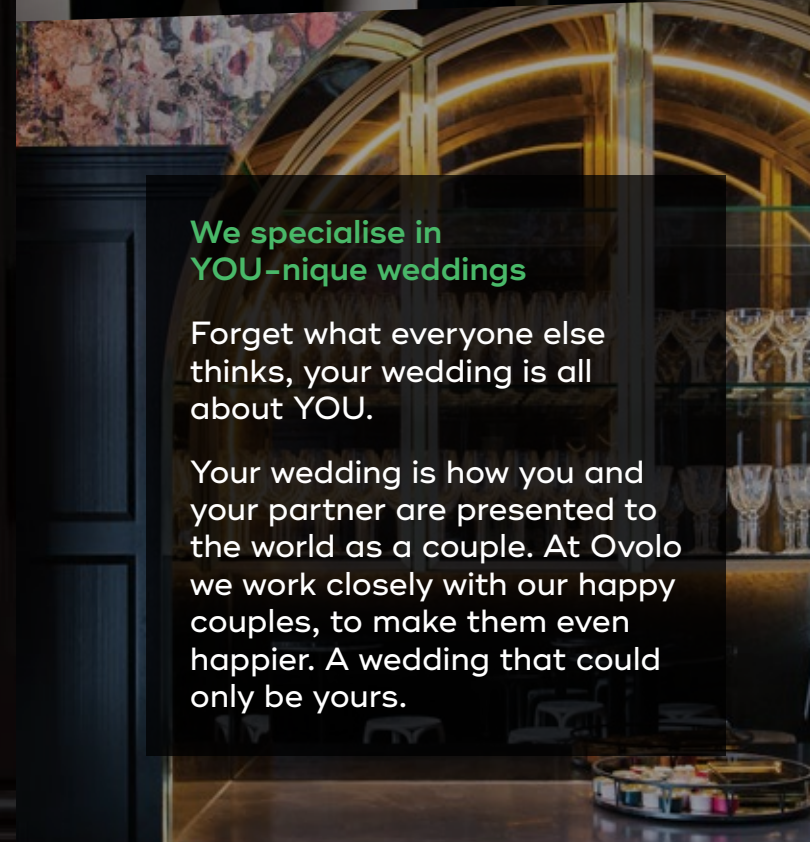 We specialise in
YOU-nique weddings
Forget what everyone else
thinks, your wedding is all
about YOU.
Your wedding is how you and
your partner are presented to
the world as a couple. At Ovolo
we work closely with our happy
couples, to make them even
happier. A wedding that could
only be yours.